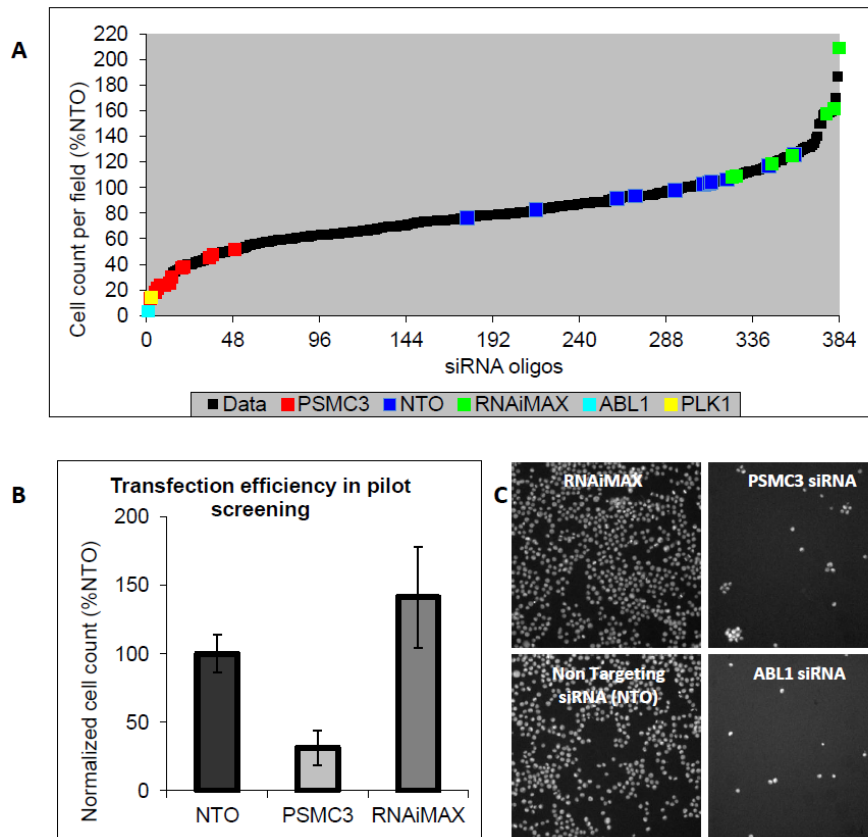 A
Cell count per field (%NTO)
220
200
180
160
140
120
100
80
60
40
20
0
0 48 96 144 192 240 288 336 384
siRNA oligos
Data PSMC3 NTO RNAiMAX ABL1 PLK1
B
Transfection efficiency in pilot
screening
Normalized cell count (%NTO)
200
150
100
50
0
NTO PSMC3 RNAiMAX
C
RNAiMAX
PSMC3 siRNA
Non Targeting
siRNA (NTO)
ABL1 siRNA